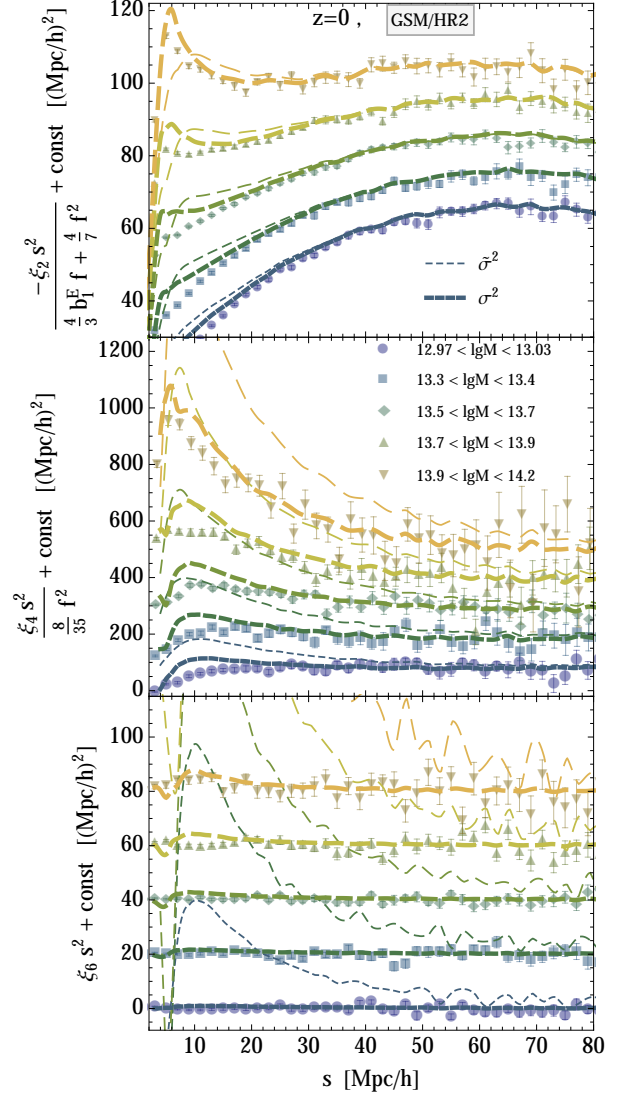 z=0 , GSM/HR2
120
100
80
60
40
−ξ₂ s² / (4/3 b₁ᴱ f + 4/7 f²) + const [(Mpc/h)²]
σ̃²
σ²
1200
1000
800
600
400
200
0
ξ₄ s² / (8/35 f²) + const [(Mpc/h)²]
12.97 < lgM < 13.03
13.3 < lgM < 13.4
13.5 < lgM < 13.7
13.7 < lgM < 13.9
13.9 < lgM < 14.2
100
80
60
40
20
0
ξ₆ s² + const [(Mpc/h)²]
10 20 30 40 50 60 70 80
s [Mpc/h]